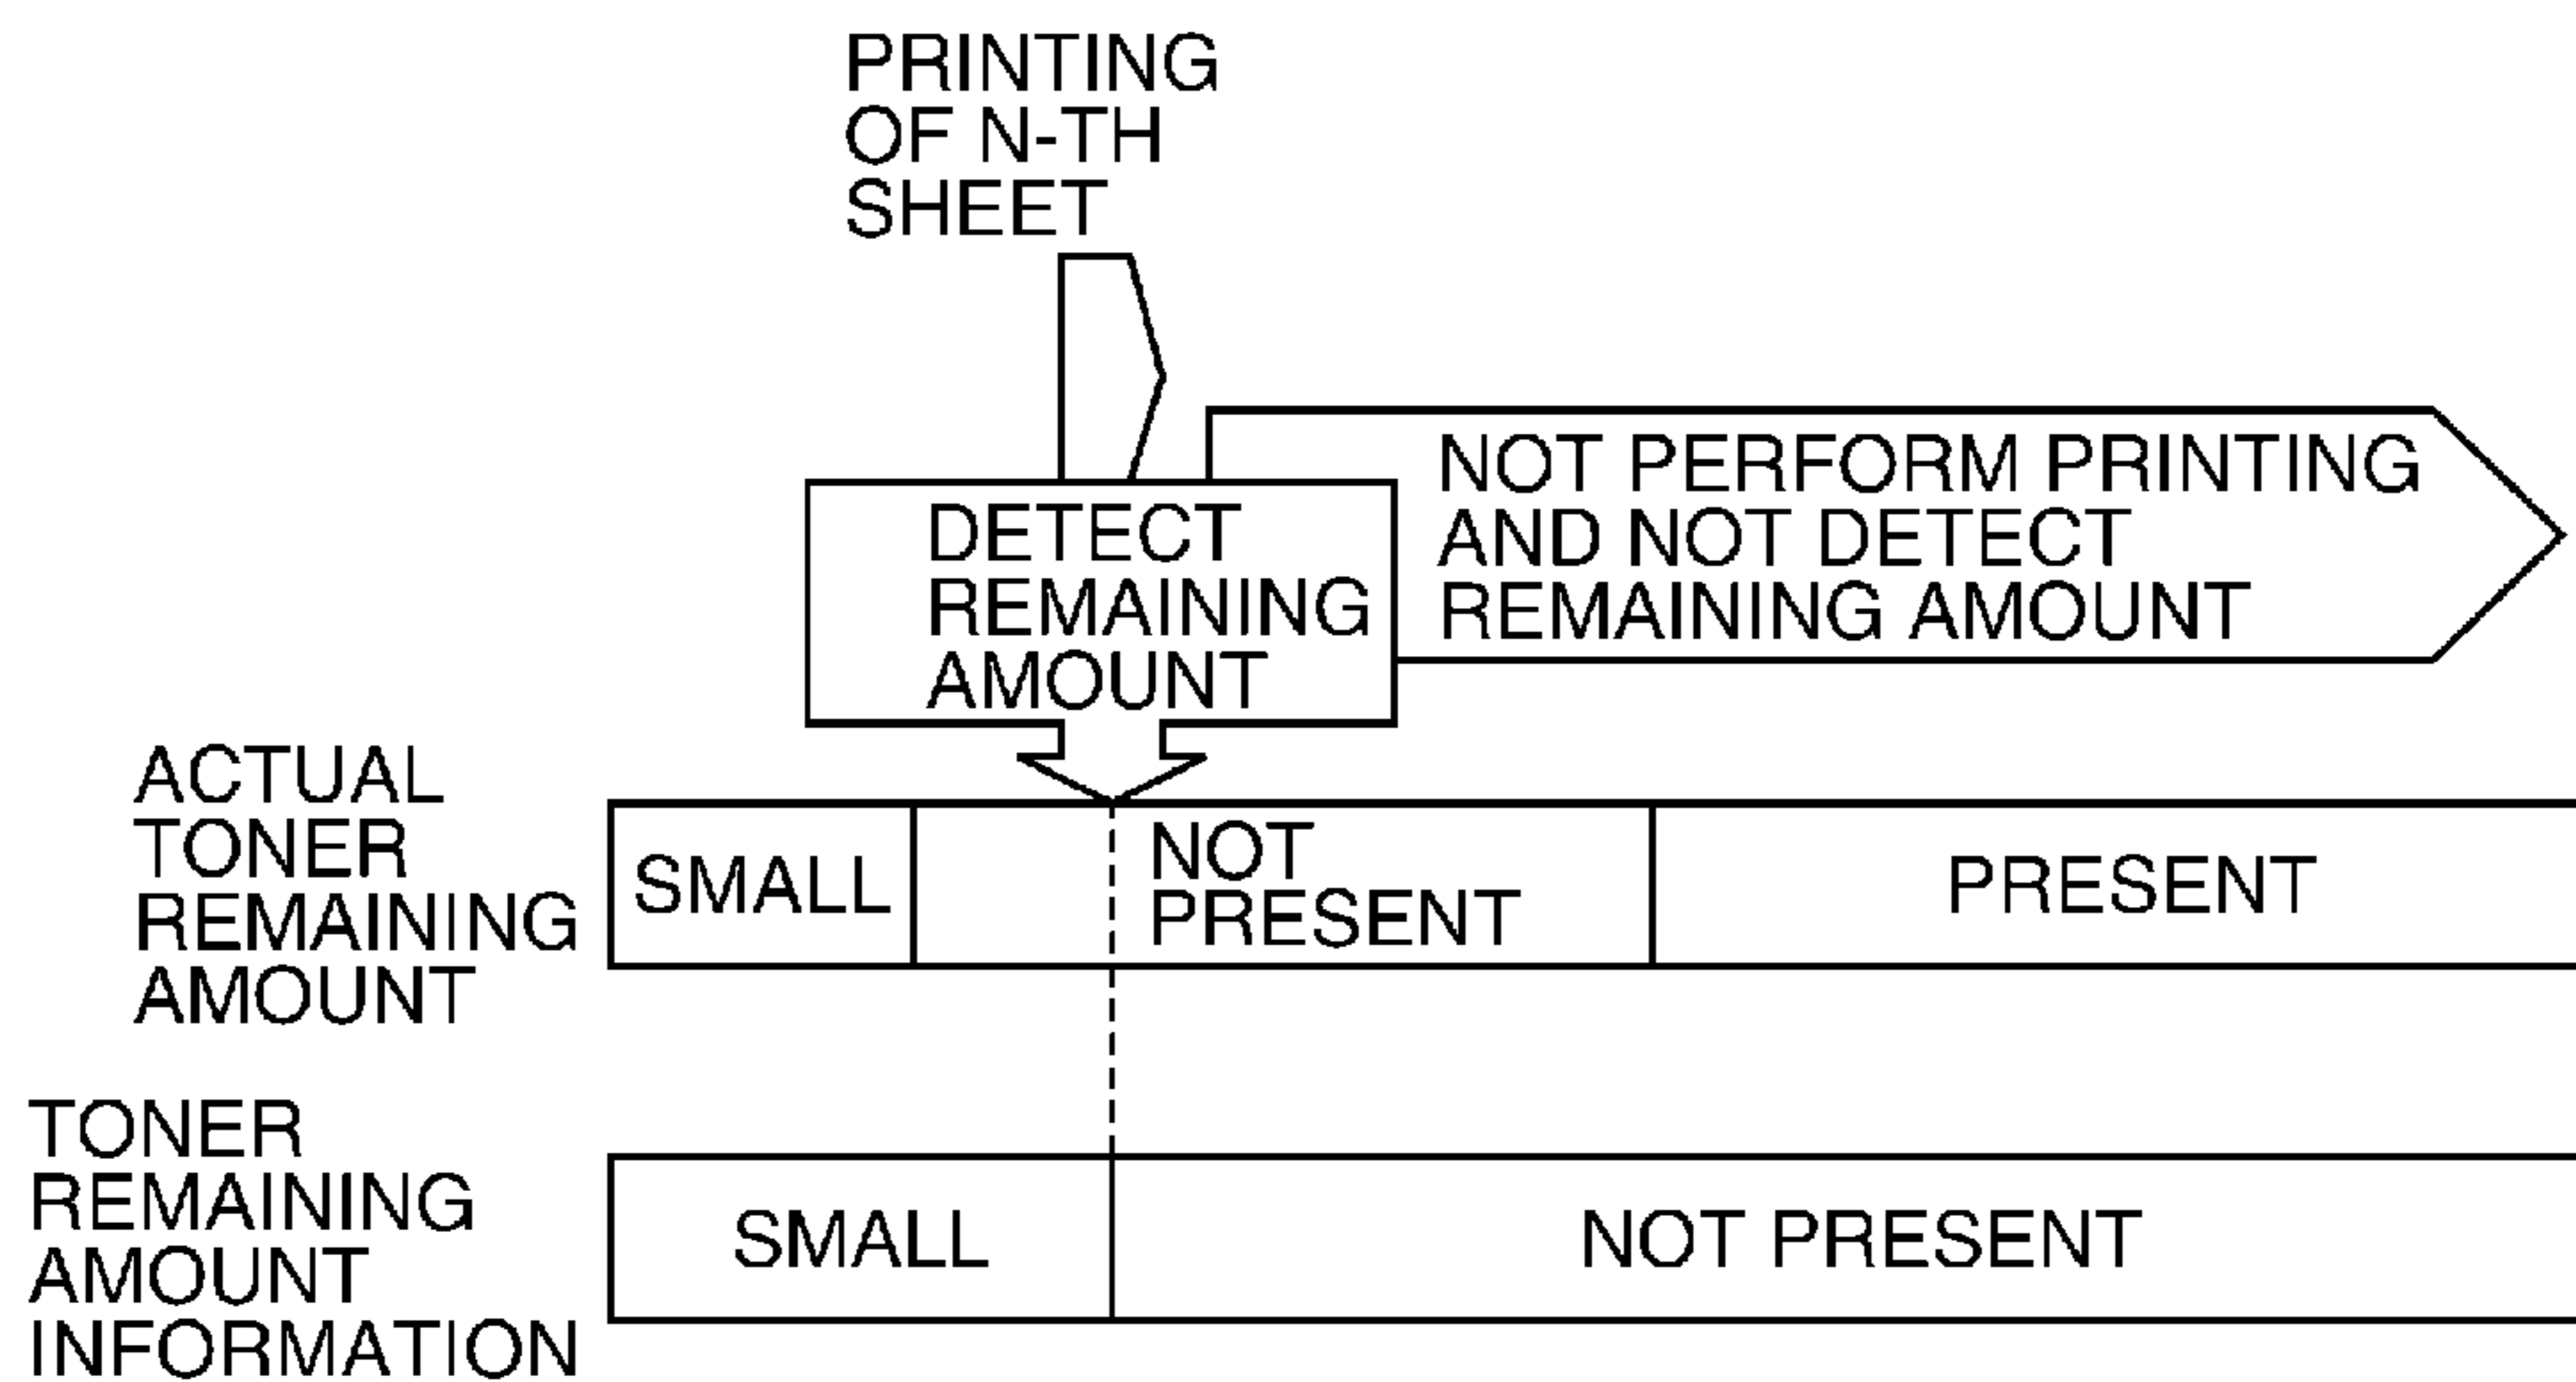 PRINTING
OF N-TH
SHEET
NOT PERFORM PRINTING
AND NOT DETECT
REMAINING AMOUNT
DETECT
REMAINING
AMOUNT
ACTUAL
TONER
REMAINING
AMOUNT
SMALL
NOT
PRESENT
PRESENT
TONER
REMAINING
AMOUNT
INFORMATION
SMALL
NOT PRESENT